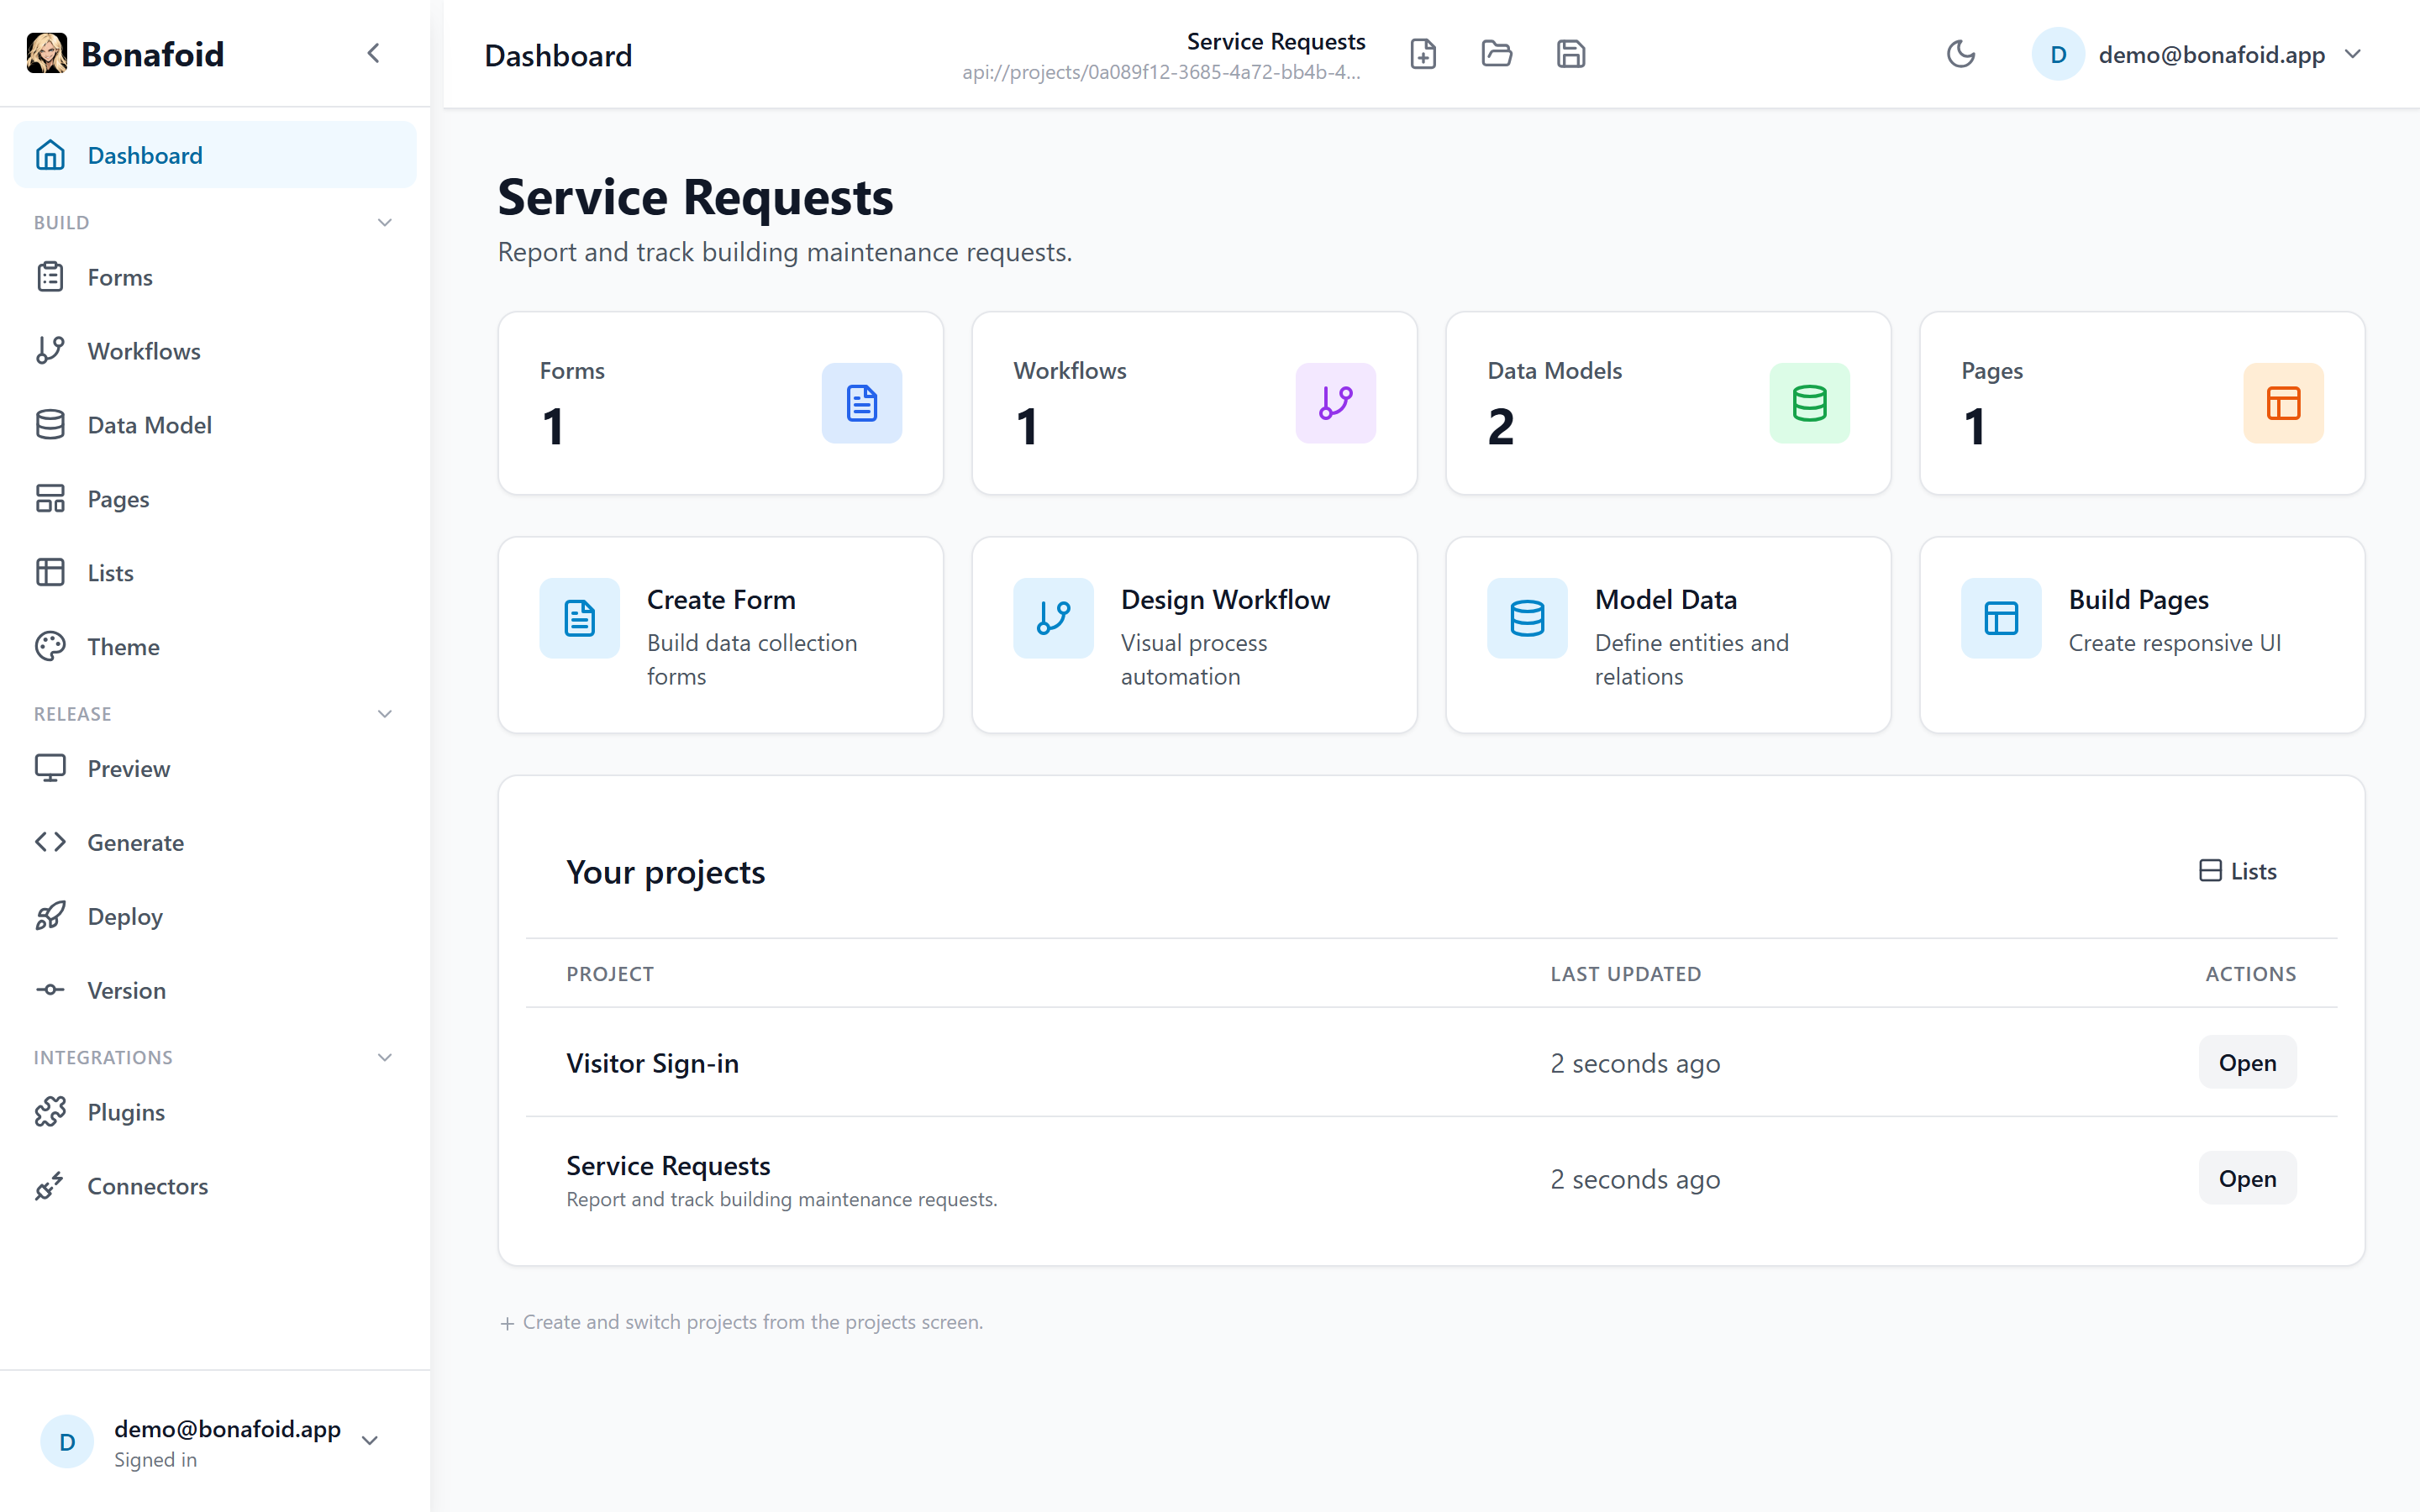 Bonafoid
Dashboard
BUILD
Forms
Workflows
Data Model
Pages
Lists
Theme
RELEASE
Preview
Generate
Deploy
Version
INTEGRATIONS
Plugins
Connectors
D
demo@bonafoid.app
Signed in
Dashboard
Service Requests
api://projects/0a089f12-3685-4a72-bb4b-4...
D
demo@bonafoid.app
Service Requests
Report and track building maintenance requests.
Forms
1
Workflows
1
Data Models
2
Pages
1
Create Form
Build data collection
forms
Design Workflow
Visual process
automation
Model Data
Define entities and
relations
Build Pages
Create responsive UI
Your projects
Lists
PROJECT LAST UPDATED ACTIONS
Visitor Sign-in 2 seconds ago Open
Service Requests
Report and track building maintenance requests.
2 seconds ago Open
+ Create and switch projects from the projects screen.